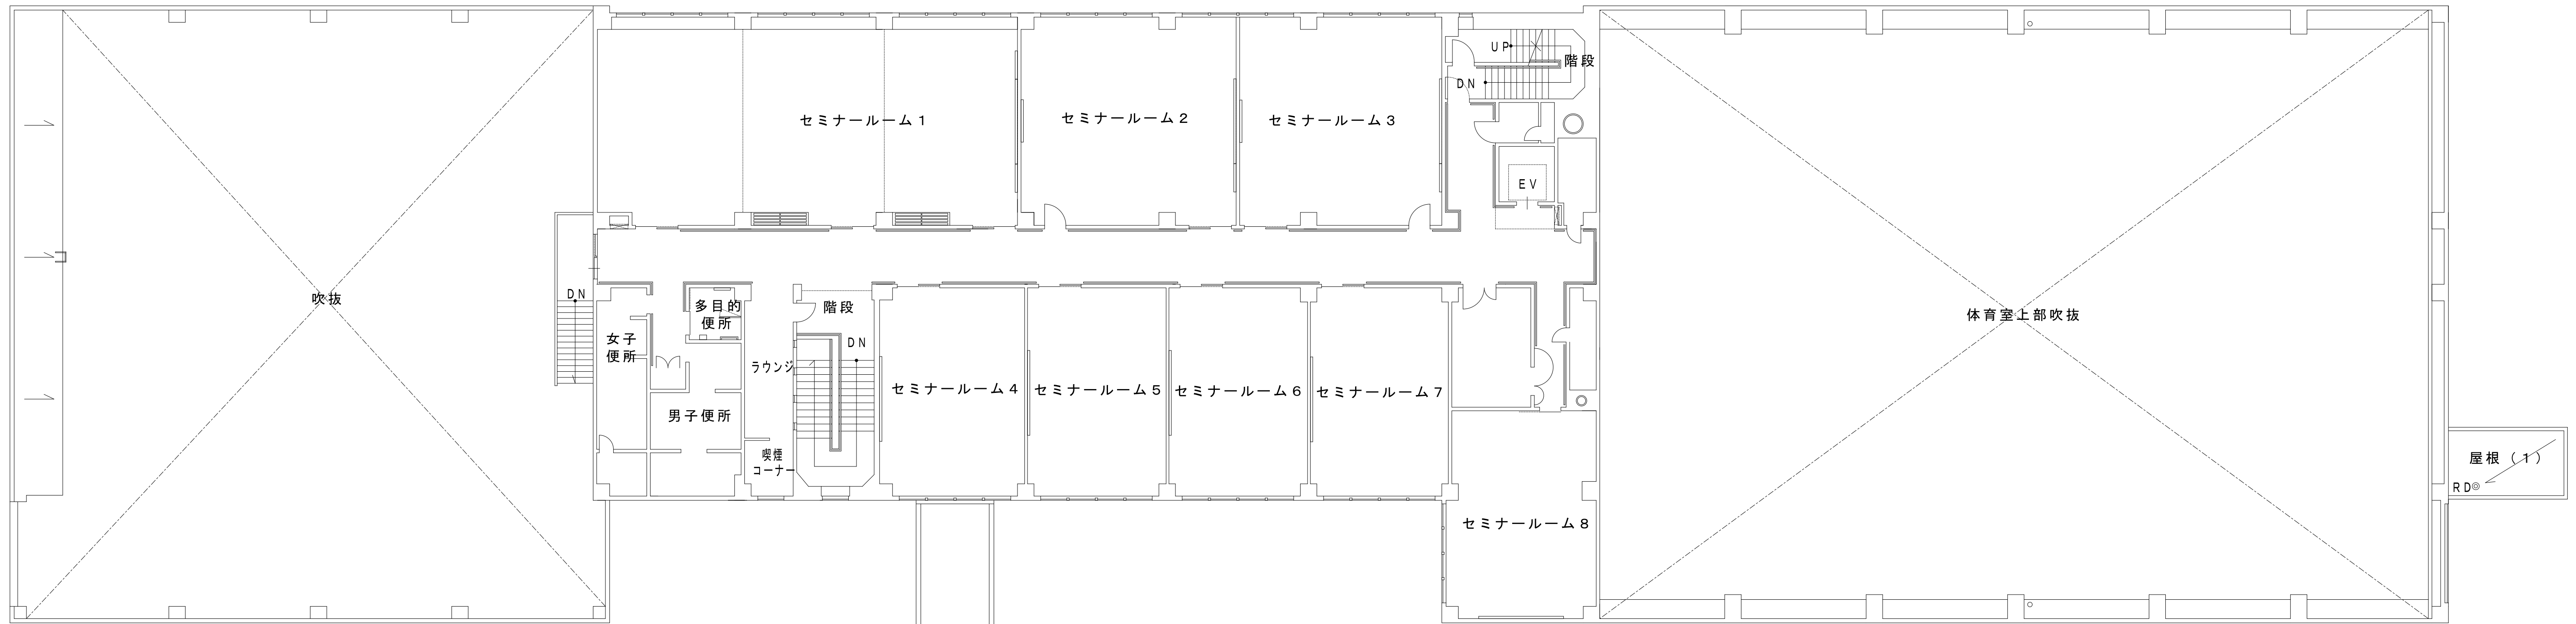 吹抜
DN
セミナールーム1
セミナールーム2
セミナールーム3
UP
階段
DN
EV
女子
便所
多目的
便所
男子便所
ラウンジ
喫煙
コーナー
階段
DN
セミナールーム4
セミナールーム5
セミナールーム6
セミナールーム7
セミナールーム8
体育室上部吹抜
屋根(1)
RD